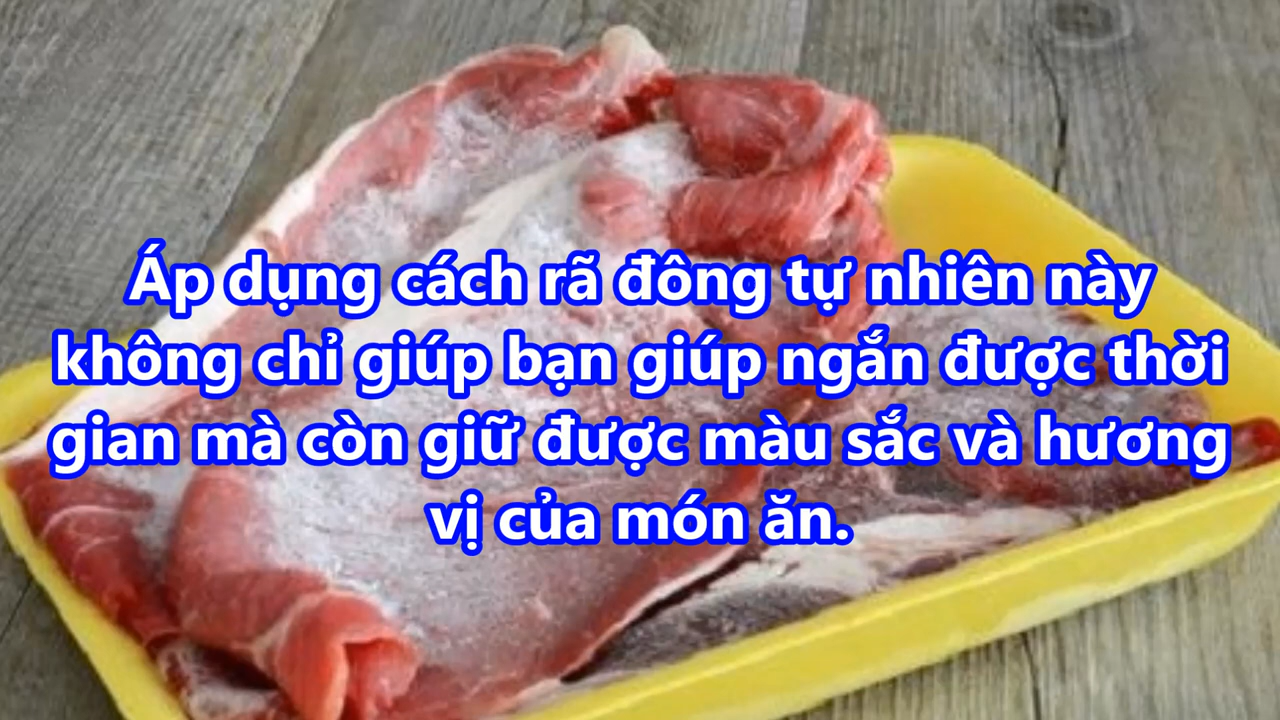 Áp dụng cách rã đông tự nhiên này
không chỉ giúp bạn giúp ngắn được thời
gian mà còn giữ được màu sắc và hương
vị của món ăn.